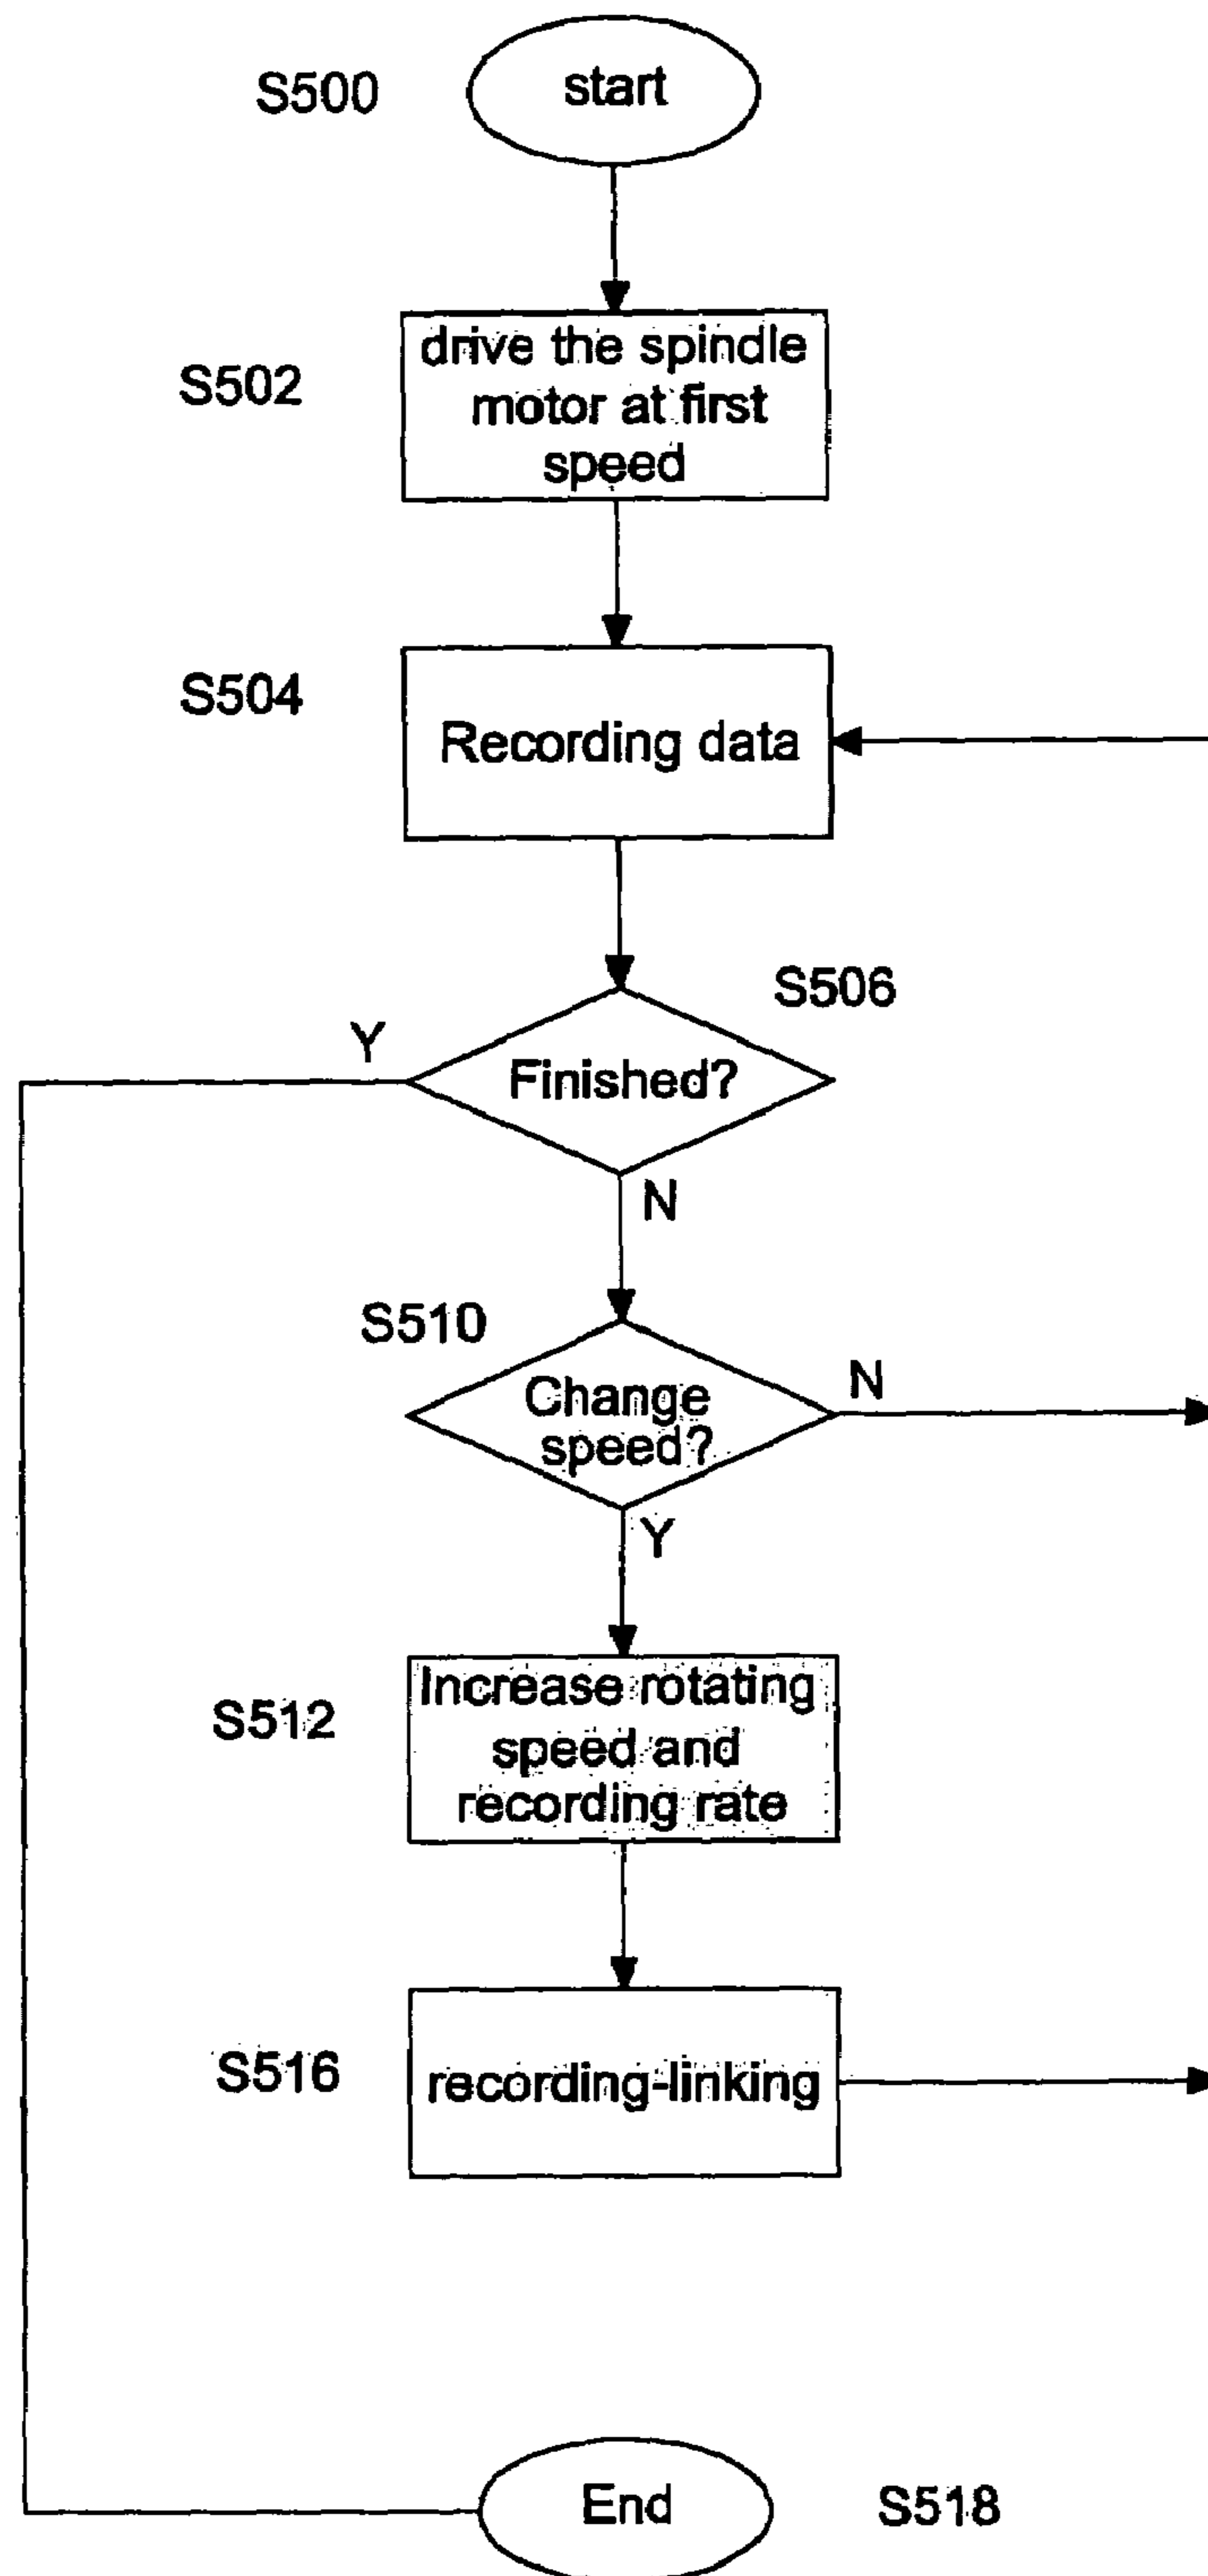 S500
start
S502
drive the spindle
motor at first
speed
S504
Recording data
S506
Y
Finished?
N
S510
Change
speed?
N
Y
S512
Increase rotating
speed and
recording rate
S516
recording-linking
End
S518